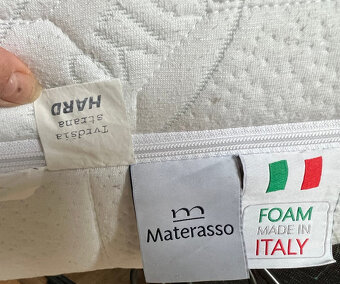 Tvrdšia
strana
HARD
m
Materasso
FOAM
MADE IN
ITALY